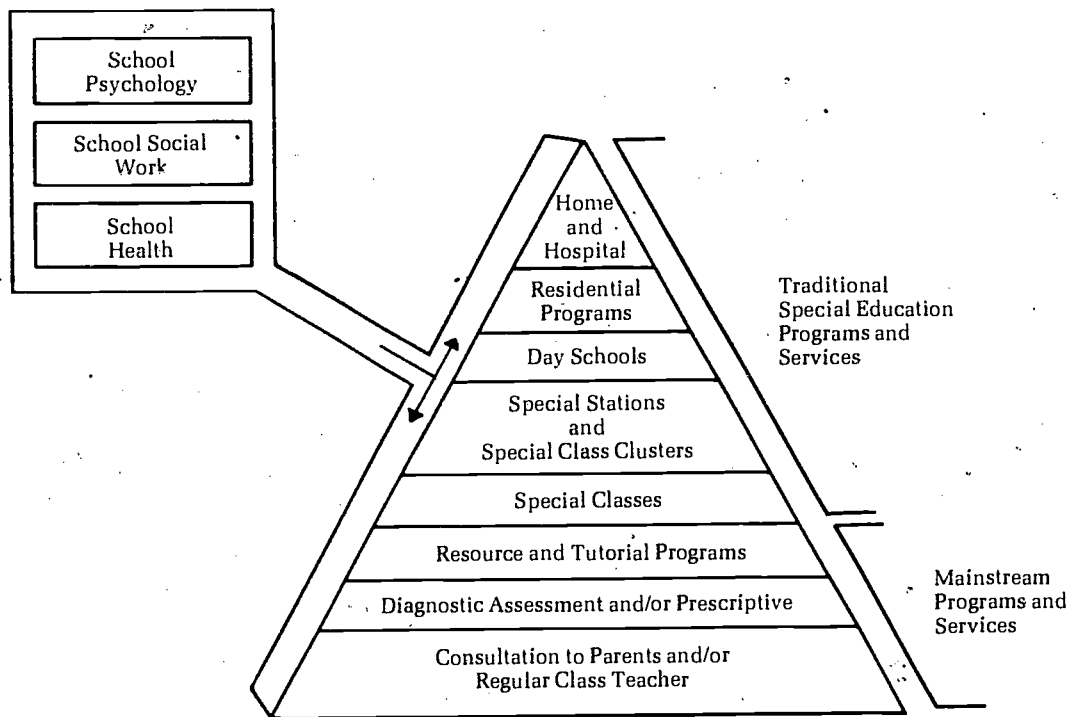 School
Psychology
School Social
Work
School
Health
Home
and
Hospital
Residential
Programs
Day Schools
Special Stations
and
Special Class Clusters
Special Classes
Resource and Tutorial Programs
Diagnostic Assessment and/or Prescriptive
Consultation to Parents and/or
Regular Class Teacher
Traditional
Special Education
Programs and
Services
Mainstream
Programs and
Services